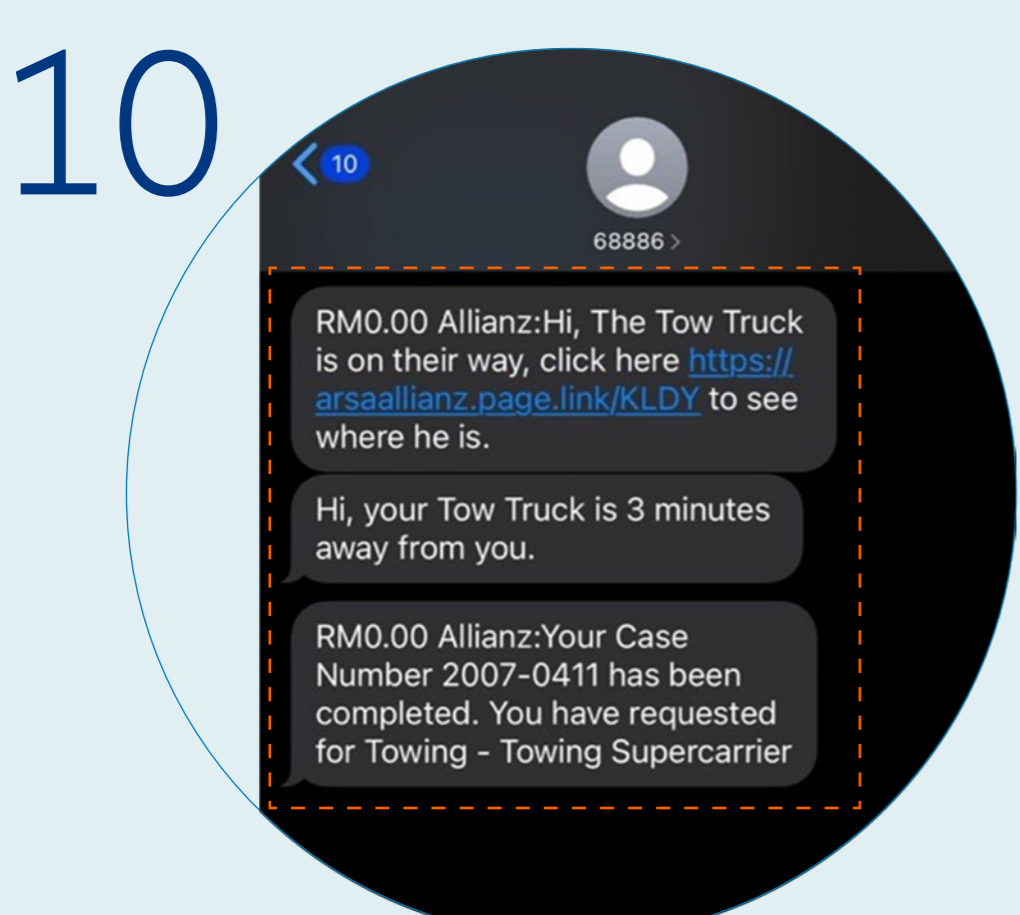 10
10
68886 >
RM0.00 Allianz:Hi, The Tow Truck
is on their way, click here https://
arsaallianz.page.link/KLDY to see
where he is.
Hi, your Tow Truck is 3 minutes
away from you.
RM0.00 Allianz:Your Case
Number 2007-0411 has been
completed. You have requested
for Towing - Towing Supercarrier